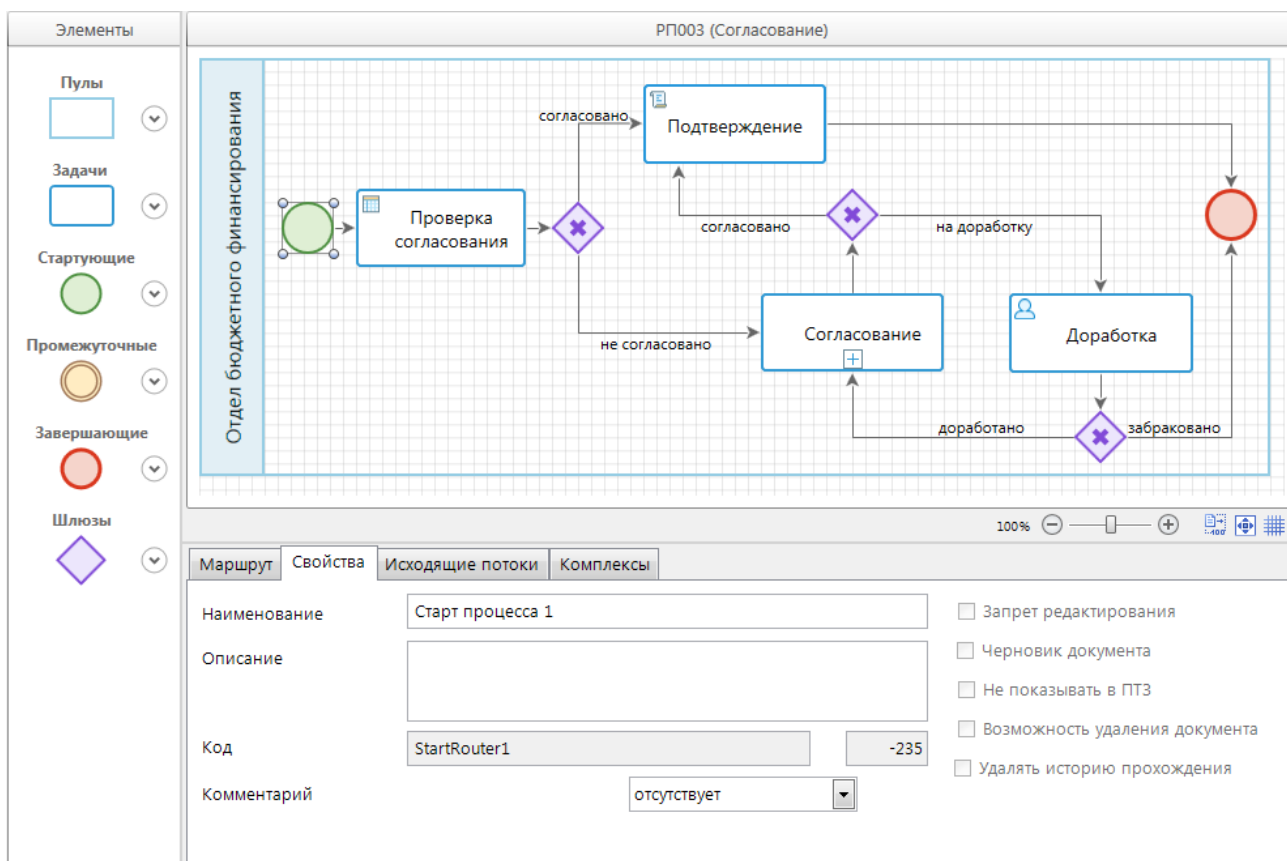 Элементы
Пулы
Задачи
Стартующие
Промежуточные
Завершающие
Шлюзы
РП003 (Согласование)
Отдел бюджетного финансирования
согласовано
Подтверждение
Проверка
согласования
согласовано
на доработку
не согласовано
Согласование
Доработка
доработано
забраковано
100%
:-100
Маршрут
Свойства
Исходящие потоки
Комплексы
Наименование
Старт процесса 1
Описание
Код
StartRouter1
-235
Комментарий
отсутствует
Запрет редактирования
Черновик документа
Не показывать в ПТЗ
Возможность удаления документа
Удалять историю прохождения